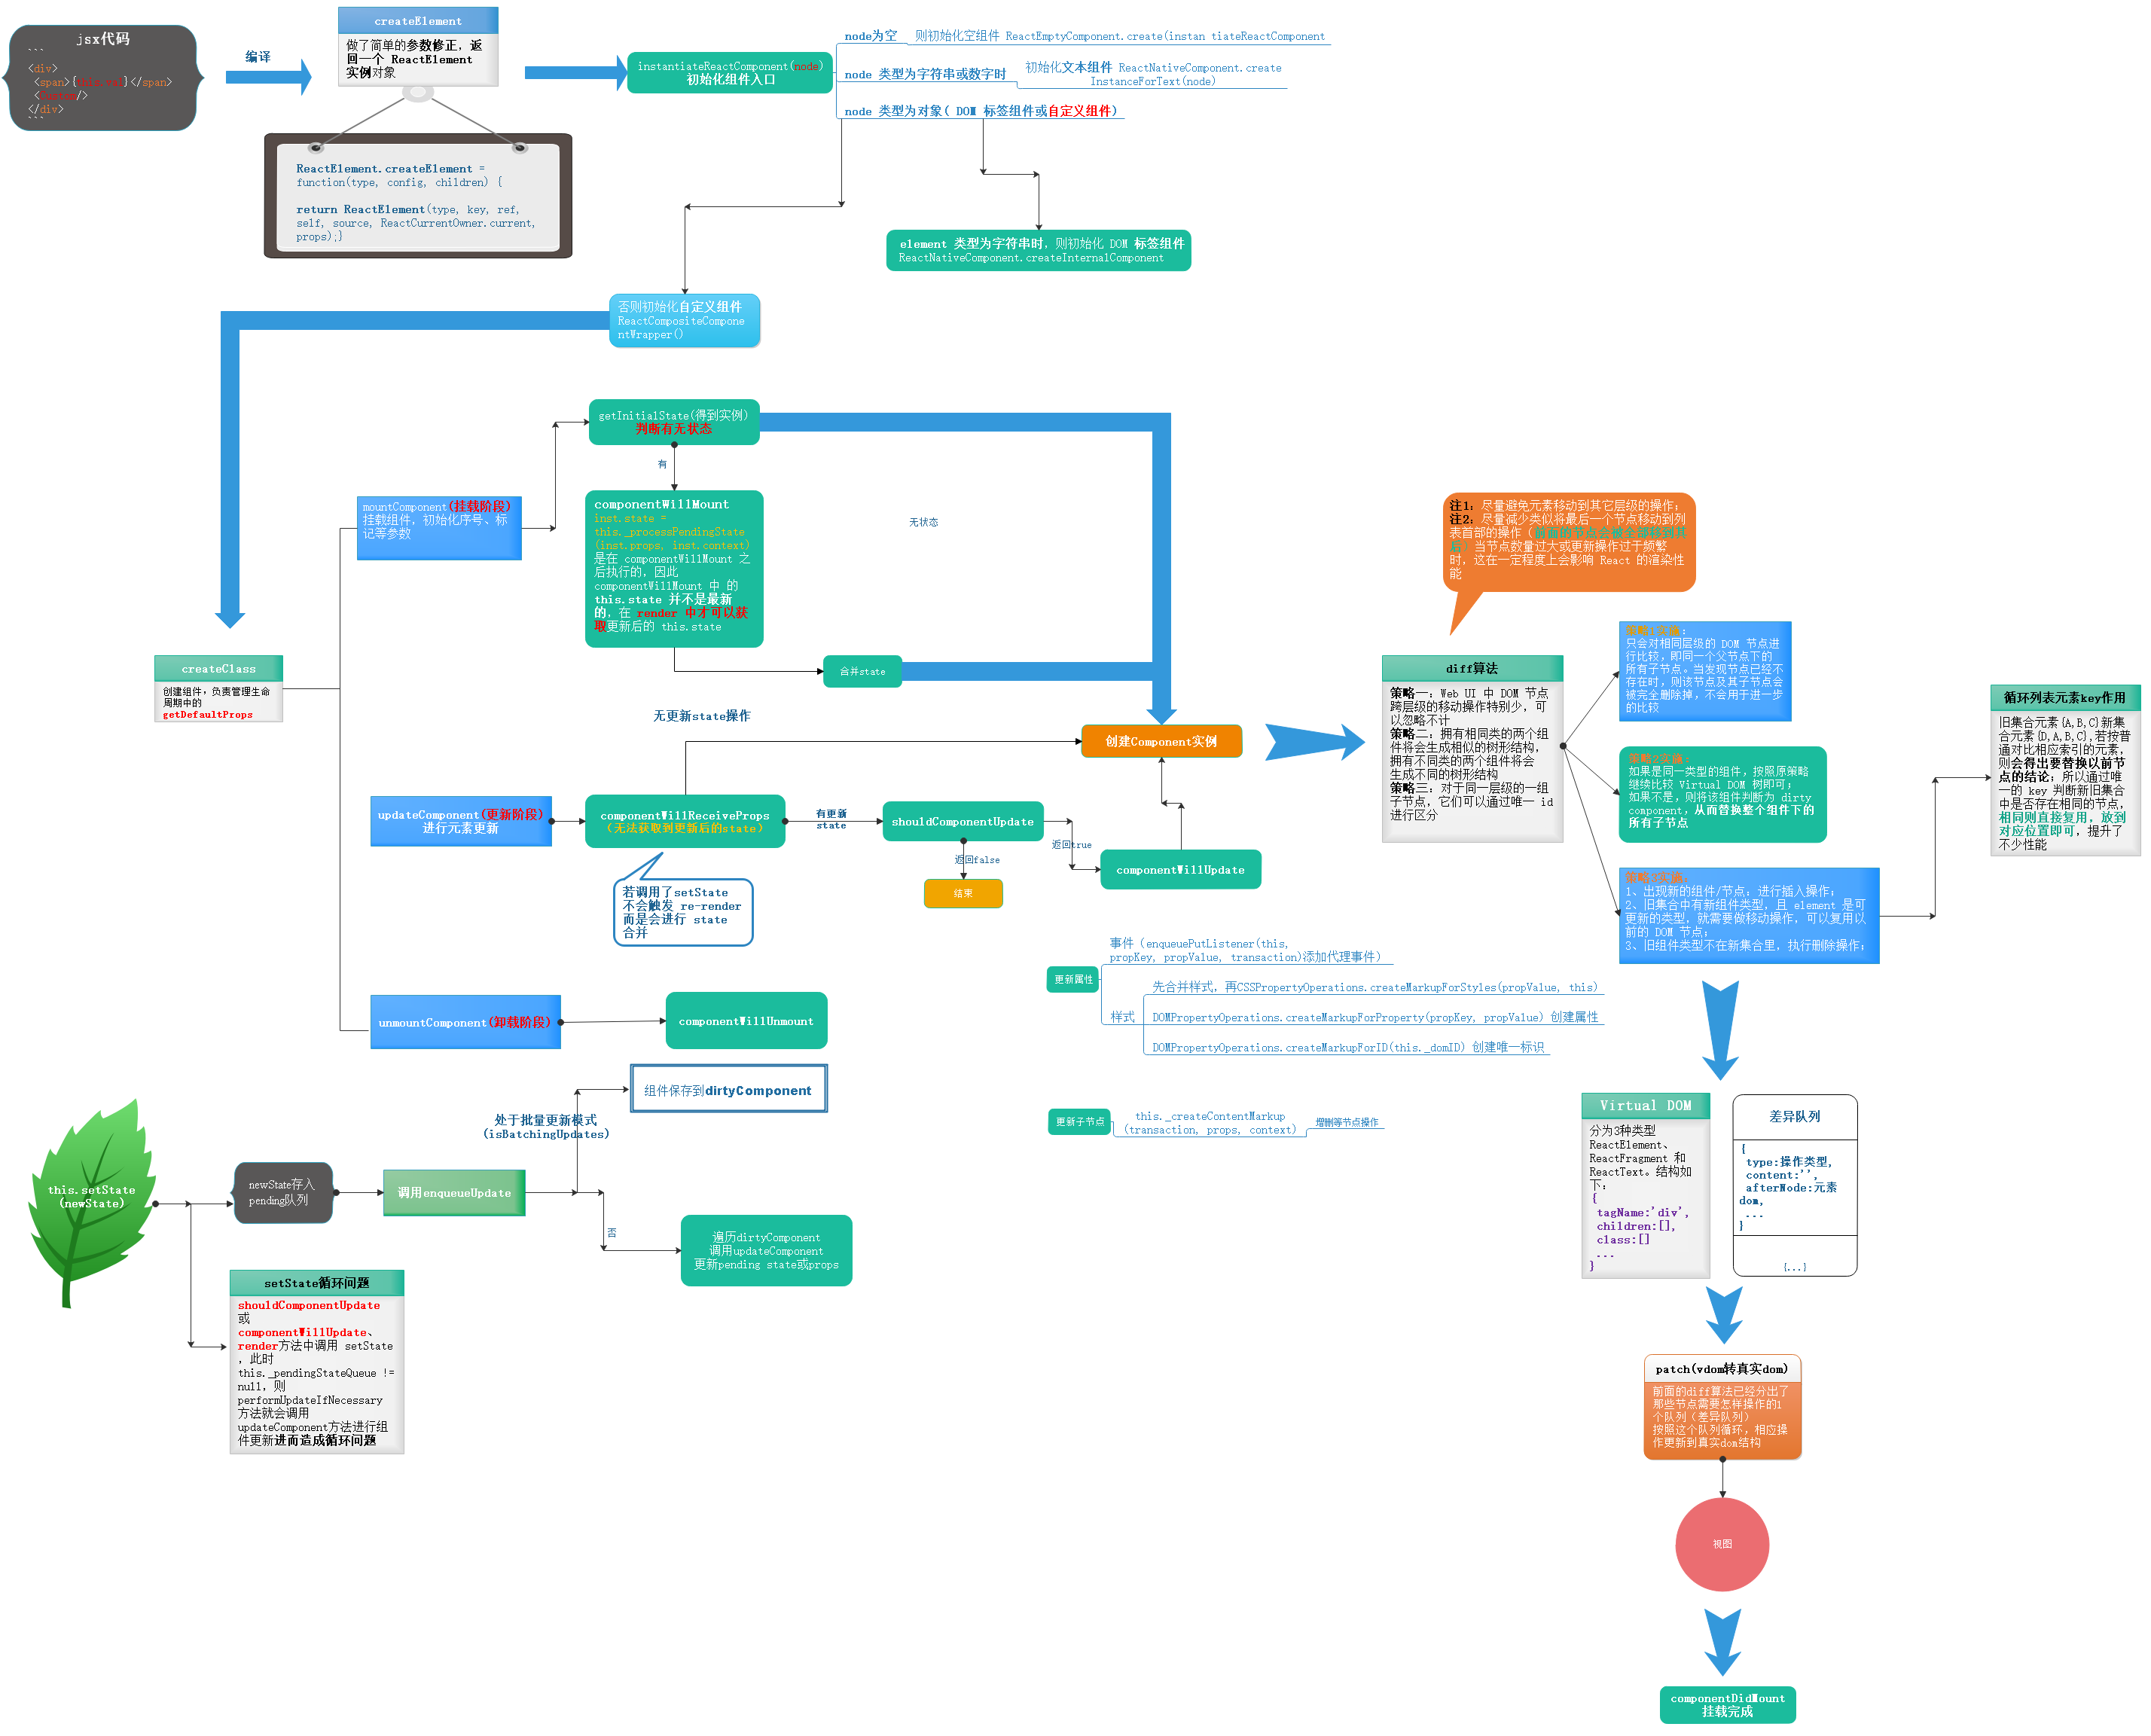 jsx代码
```
<div>
<span>{this.val}</span>
</div>
```
编译
createElement
做了简单的参数修正，返
回一个 ReactElement
实例对象
ReactElement.createElement =
function(type, config, children) {
return ReactElement(type, key, ref,
self, source, ReactCurrentOwner.current,
props);}
instantiateReactComponent(node)
初始化组件入口
node为空
则初始化空组件 ReactEmptyComponent.create(instan tiateReactComponent
node 类型为字符串或数字时
初始化文本组件 ReactNativeComponent.create
InstanceForText(node)
node 类型为对象( DOM 标签组件或自定义组件)
element 类型为字符串时，则初始化 DOM 标签组件
ReactNativeComponent.createInternalComponent
否则初始化自定义组件
ReactCompositeCompone
ntWrapper()
createClass
创建组件，负责管理生命
周期中的
getDefaultProps
mountComponent(挂载阶段)
挂载组件，初始化序号、标
记等参数
getInitialState(得到实例)
判断有无状态
有
无状态
componentWillMount
inst.state =
this._processPendingState
(inst.props, inst.context)
是在 componentWillMount 之
后执行的，因此
componentWillMount 中 的
this.state 并不是最新
的，在 render 中才可以获
取更新后的 this.state
合并state
无更新state操作
创建Component实例
updateComponent(更新阶段)
进行元素更新
componentWillReceiveProps
（无法获取到更新后的state）
有更新
state
shouldComponentUpdate
返回true
返回false
结束
componentWillUpdate
若调用了setState
不会触发 re-render
而是会进行 state
合并
unmountComponent(卸载阶段)
componentWillUnmount
注1：尽量避免元素移动到其它层级的操作；
注2：尽量减少类似将最后一个节点移动到列
表首部的操作（前面的节点会被全部移到其
后）当节点数量过大或更新操作过于频繁
时，这在一定程度上会影响 React 的渲染性
能
diff算法
策略一：Web UI 中 DOM 节点
跨层级的移动操作特别少，可
以忽略不计
策略二：拥有相同类的两个组
件将会生成相似的树形结构，
拥有不同类的两个组件将会
生成不同的树形结构
策略三：对于同一层级的一组
子节点，它们可以通过唯一 id
进行区分
策略1实施：
只会对相同层级的 DOM 节点进
行比较，即同一个父节点下的
所有子节点。当发现节点已经不
存在时，则该节点及其子节点会
被完全删除掉，不会用于进一步
的比较
策略2实施：
如果是同一类型的组件，按照原策略
继续比较 Virtual DOM 树即可；
如果不是，则将该组件判断为 dirty
component，从而替换整个组件下的
所有子节点
策略3实施：
1、出现新的组件/节点；进行插入操作；
2、旧集合中有新组件类型，且 element 是可
更新的类型，就需要做移动操作，可以复用以
前的 DOM 节点；
3、旧组件类型不在新集合里，执行删除操作；
循环列表元素key作用
旧集合元素{A,B,C}新集
合元素{D,A,B,C},若按普
通对比相应索引的元素，
则会得出要替换以前节
点的结论；所以通过唯
一的 key 判断新旧集合
中是否存在相同的节点，
相同则直接复用，放到
对应位置即可，提升了
不少性能
更新属性
事件（enqueuePutListener(this,
propKey, propValue, transaction)添加代理事件）
样式
先合并样式，再CSSPropertyOperations.createMarkupForStyles(propValue, this)
DOMPropertyOperations.createMarkupForProperty(propKey, propValue) 创建属性
DOMPropertyOperations.createMarkupForID(this._domID) 创建唯一标识
更新子节点
this._createContentMarkup
(transaction, props, context)
增删等节点操作
this.setState
(newState)
newState存入
pending队列
调用enqueueUpdate
处于批量更新模式
（isBatchingUpdates）
组件保存到dirtyComponent
否
遍历dirtyComponent
调用updateComponent
更新pending state或props
setState循环问题
shouldComponentUpdate
或
componentWillUpdate、
render方法中调用 setState
，此时
this._pendingStateQueue !=
null，则
performUpdateIfNecessary
方法就会调用
updateComponent方法进行组
件更新进而造成循环问题
Virtual DOM
分为3种类型
ReactElement、
ReactFragment 和
ReactText。结构如
下：
{
tagName:'div',
children:[],
class:[]
...
}
差异队列
{
type:操作类型,
content:'',
afterNode:元素
dom,
...
}
{...}
patch(vdom转真实dom)
前面的diff算法已经分出了
那些节点需要怎样操作的1
个队列（差异队列）
按照这个队列循环，相应操
作更新到真实dom结构
视图
componentDidMount
挂载完成